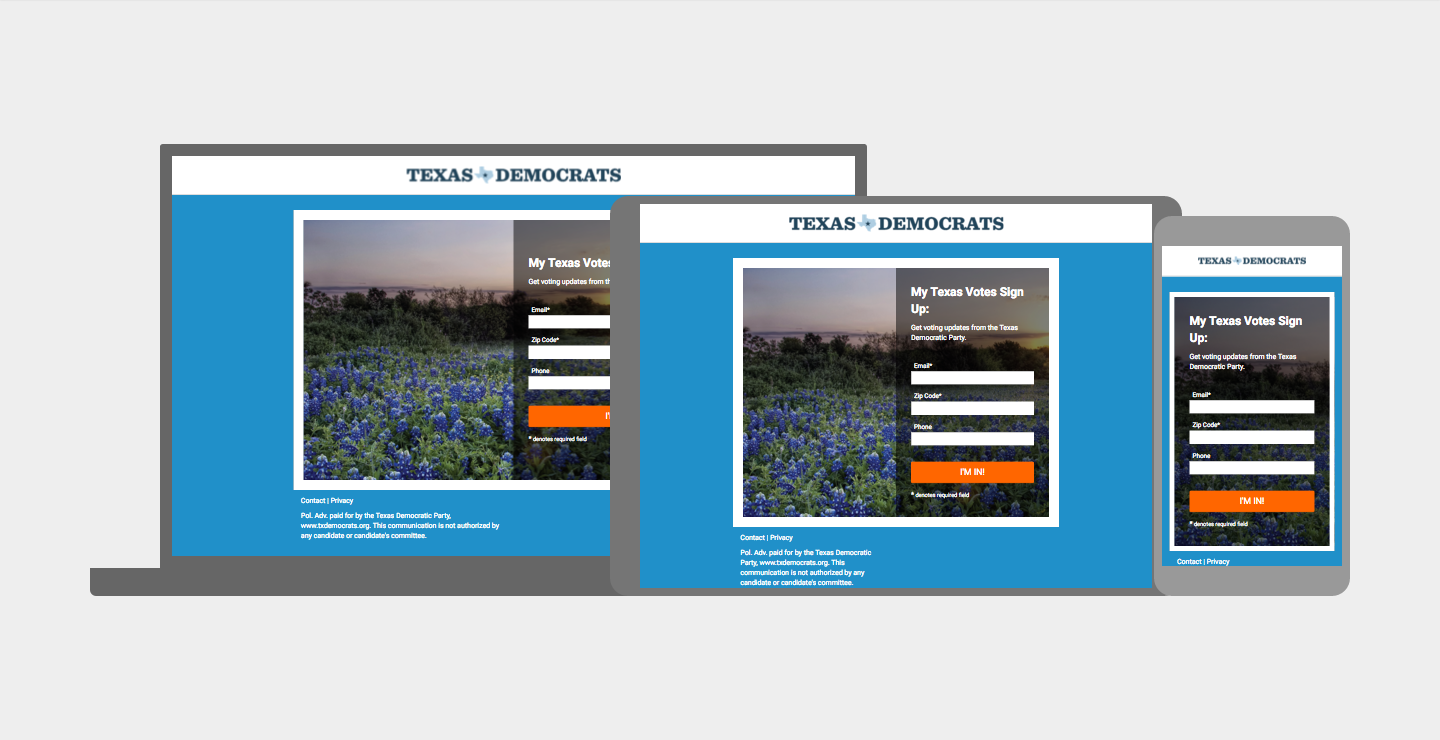 TEXAS DEMOCRATS
My Texas Votes
Get voting updates from th
Email*
Zip Code*
Phone
I'
* denotes required field
Contact | Privacy
Pol. Adv. paid for by the Texas Democratic Party,
www.txdemocrats.org. This communication is not authorized by
any candidate or candidate's committee.
TEXAS DEMOCRATS
My Texas Votes Sign
Up:
Get voting updates from the Texas
Democratic Party.
Email*
Zip Code*
Phone
I'M IN!
* denotes required field
Contact | Privacy
Pol. Adv. paid for by the Texas Democratic
Party, www.txdemocrats.org. This
communication is not authorized by any
candidate or candidate's committee.
TEXAS DEMOCRATS
My Texas Votes Sign
Up:
Get voting updates from the Texas
Democratic Party.
Email*
Zip Code*
Phone
I'M IN!
* denotes required field
Contact | Privacy